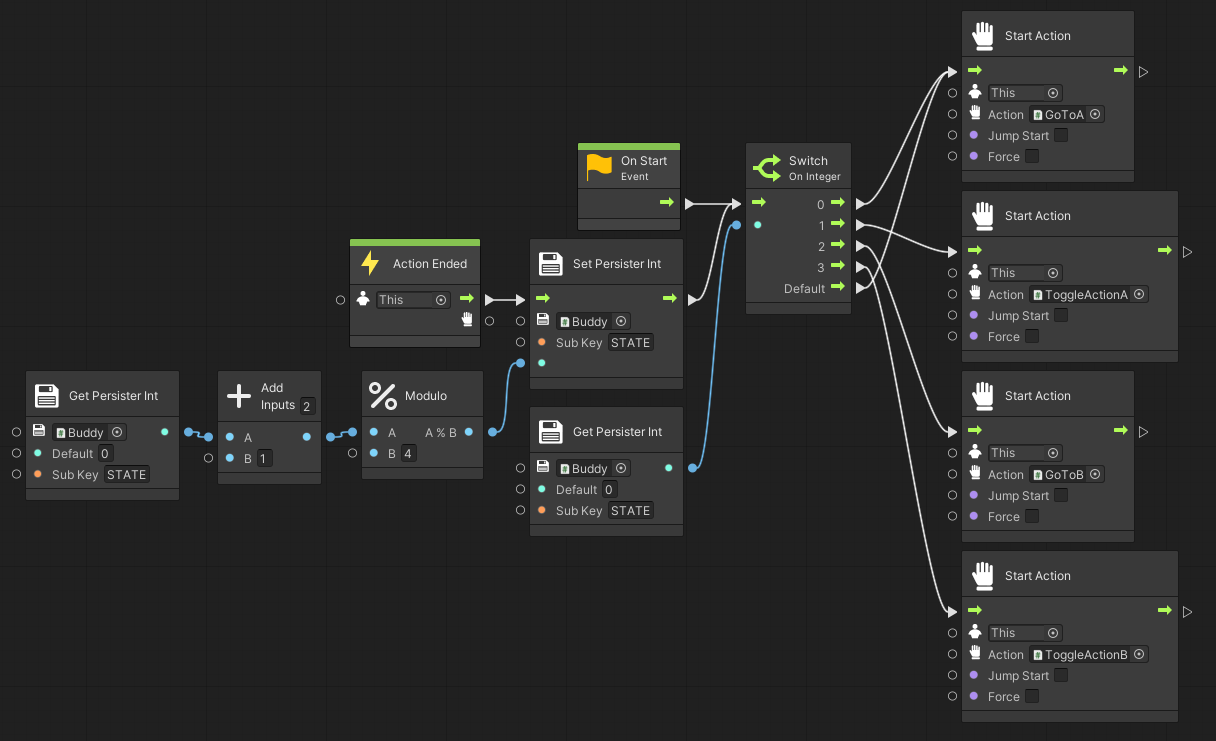 Start Action
This
Action GoToA
Jump Start
Force
On Start
Event
Switch
On Integer
0
1
2
3
Default
Start Action
This
Action ToggleActionA
Jump Start
Force
Action Ended
This
Set Persister Int
Buddy
Sub Key STATE
Get Persister Int
Buddy
Default 0
Sub Key STATE
Add
Inputs 2
A
B 1
Modulo
A A % B
B 4
Get Persister Int
Buddy
Default 0
Sub Key STATE
Start Action
This
Action GoToB
Jump Start
Force
Start Action
This
Action ToggleActionB
Jump Start
Force